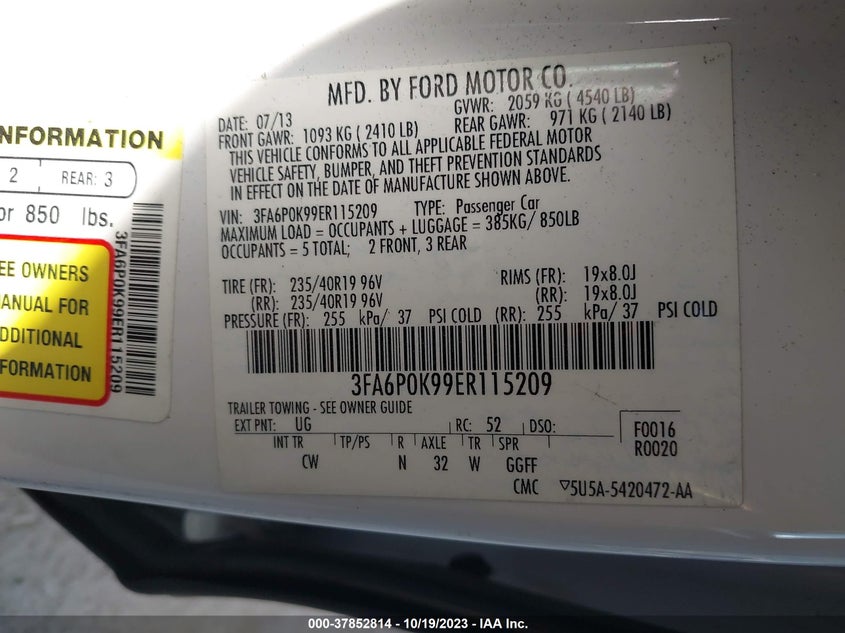 MFD. BY FORD MOTOR CO.
DATE: 07/13 GVWR: 2059 KG ( 4540 LB)
FRONT GAWR: 1093 KG ( 2410 LB) REAR GAWR: 971 KG ( 2140 LB)
THIS VEHICLE CONFORMS TO ALL APPLICABLE FEDERAL MOTOR
VEHICLE SAFETY, BUMPER, AND THEFT PREVENTION STANDARDS
IN EFFECT ON THE DATE OF MANUFACTURE SHOWN ABOVE.
VIN: 3FA6P0K99ER115209 TYPE: Passenger Car
MAXIMUM LOAD = OCCUPANTS + LUGGAGE = 385KG/ 850LB
OCCUPANTS = 5 TOTAL; 2 FRONT, 3 REAR
TIRE (FR): 235/40R19 96V RIMS (FR): 19x8.0J
(RR): 235/40R19 96V (RR): 19x8.0J
PRESSURE (FR): 255 kPa/ 37 PSI COLD (RR): 255 kPa/ 37 PSI COLD
3FA6P0K99ER115209
TRAILER TOWING - SEE OWNER GUIDE
EXT PNT: UG RC: 52 DSO:
INT TR TP/PS R AXLE TR SPR
CW N 32 W GGFF
F0016
R0020
CMC ▽5U5A-5420472-AA
NFORMATION
2 REAR: 3
or 850 lbs.
EE OWNERS
ANUAL FOR
DDITIONAL
FORMATION
3FA6P0K99ER115209
000-37852814 - 10/19/2023 - IAA Inc.